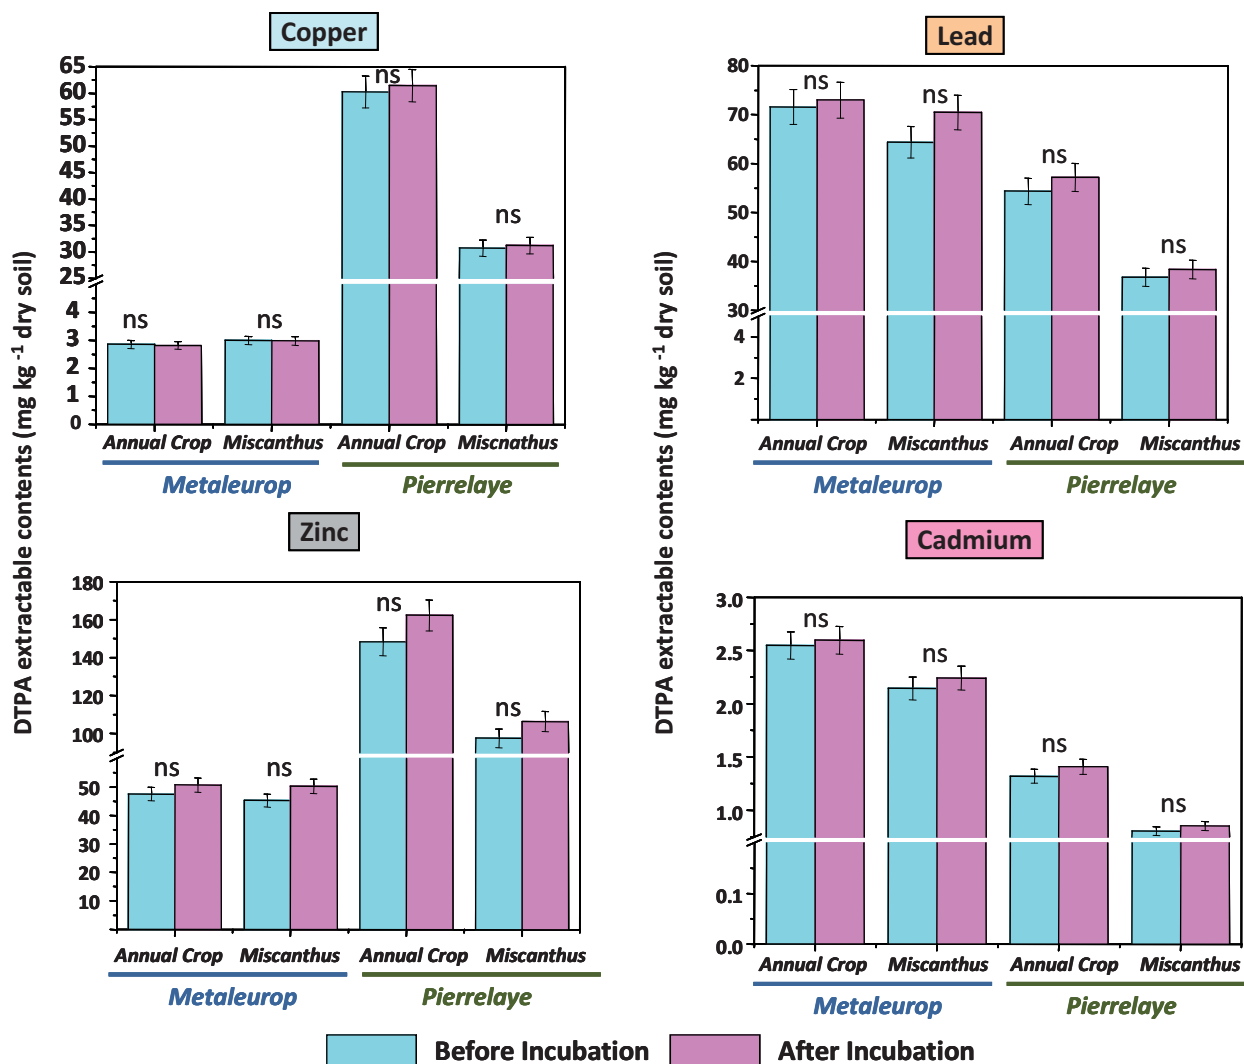 Copper
DTPA extractable contents (mg kg -1 dry soil)
65
60
55
50
45
40
35
30
25
4
3
2
1
0
ns
ns
ns
ns
Annual Crop Miscanthus Annual Crop Miscnathus
Metaleurop Pierrelaye
Lead
DTPA extractable contents (mg kg -1 dry soil)
80
70
60
50
40
30
4
2
ns
ns
ns
ns
Annual Crop Miscanthus Annual Crop Miscanthus
Metaleurop Pierrelaye
Zinc
180
160
140
120
100
50
40
30
20
10
ns
ns
ns
ns
Annual Crop Miscanthus Annual Crop Miscanthus
Metaleurop Pierrelaye
Cadmium
3.0
2.5
2.0
1.5
1.0
0.1
0.0
ns
ns
ns
ns
Annual Crop Miscanthus Annual Crop Miscanthus
Metaleurop Pierrelaye
Before Incubation After Incubation